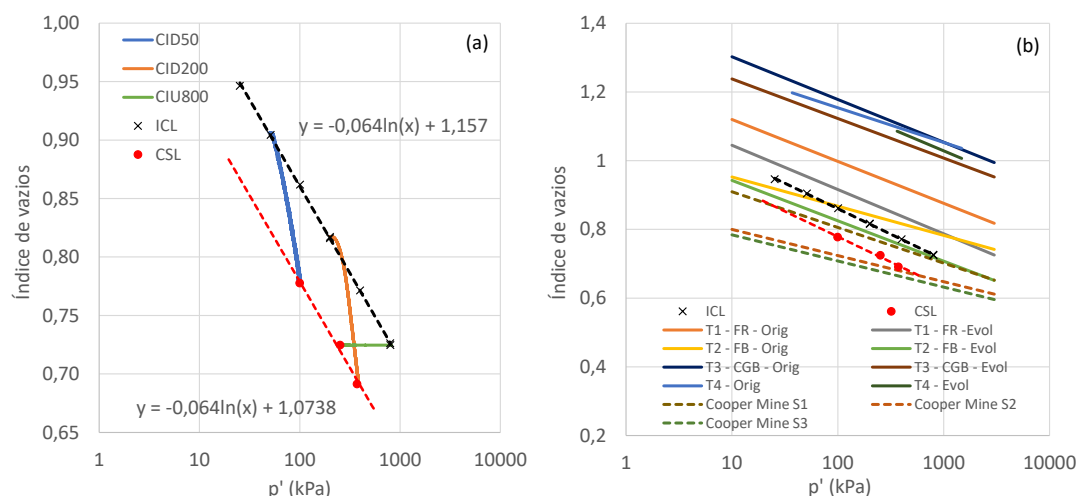 1,00
0,95
0,90
0,85
0,80
0,75
0,70
0,65
Índice de vazios
CID50
CID200
CIU800
ICL
CSL
(a)
y = -0,064ln(x) + 1,157
y = -0,064ln(x) + 1,0738
1 10 100 1000 10000
p' (kPa)
1,4
1,2
1
0,8
0,6
0,4
0,2
Índice de vazios
(b)
ICL CSL
T1 - FR - Orig T1 - FR -Evol
T2 - FB - Orig T2 - FB - Evol
T3 - CGB - Orig T3 - CGB - Evol
T4 - Orig T4 - Evol
Cooper Mine S1 Cooper Mine S2
Cooper Mine S3
1 10 100 1000 10000
p' (kPa)